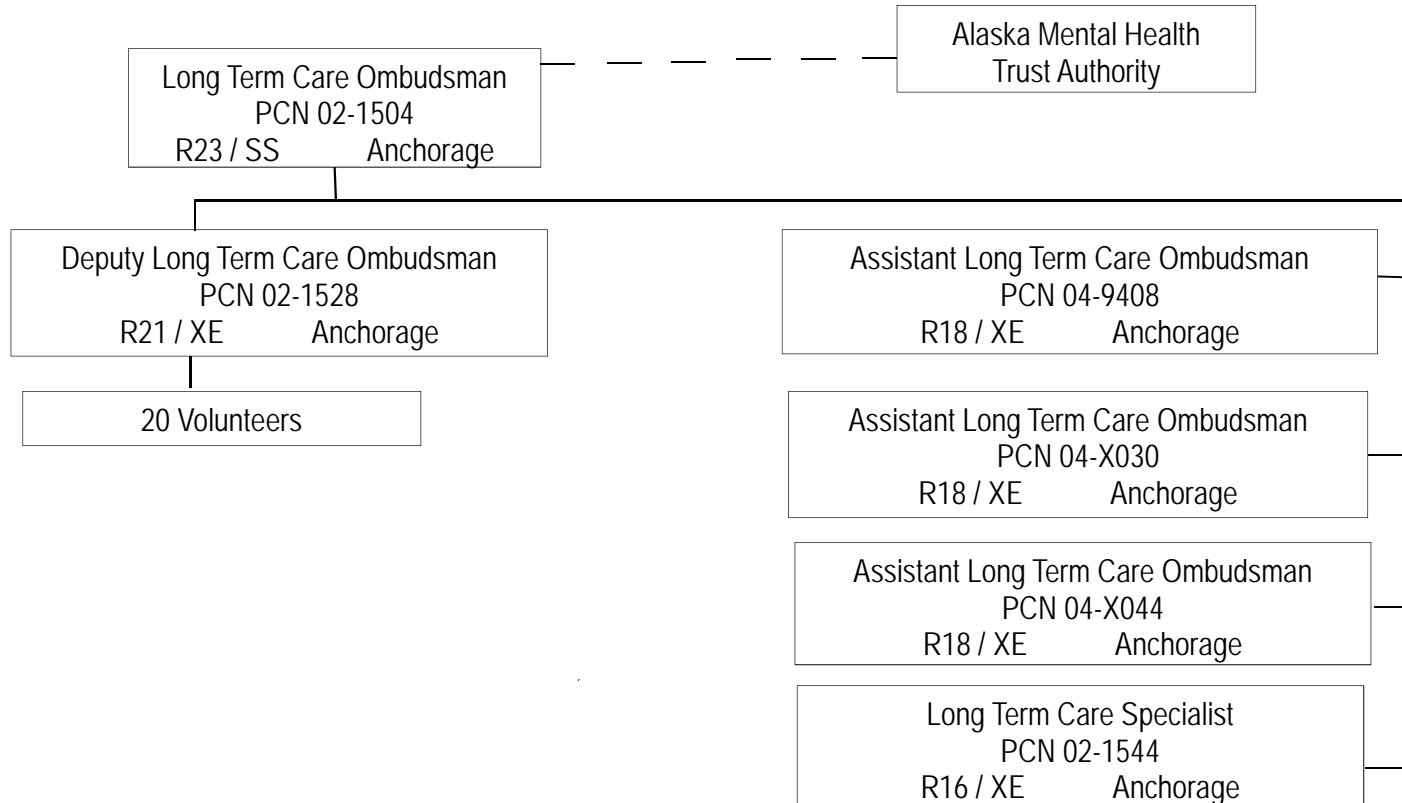 Alaska Mental Health
Trust Authority
Long Term Care Ombudsman
PCN 02-1504
R23 / SS Anchorage
Deputy Long Term Care Ombudsman
PCN 02-1528
R21 / XE Anchorage
20 Volunteers
Assistant Long Term Care Ombudsman
PCN 04-9408
R18 / XE Anchorage
Assistant Long Term Care Ombudsman
PCN 04-X030
R18 / XE Anchorage
Assistant Long Term Care Ombudsman
PCN 04-X044
R18 / XE Anchorage
Long Term Care Specialist
PCN 02-1544
R16 / XE Anchorage